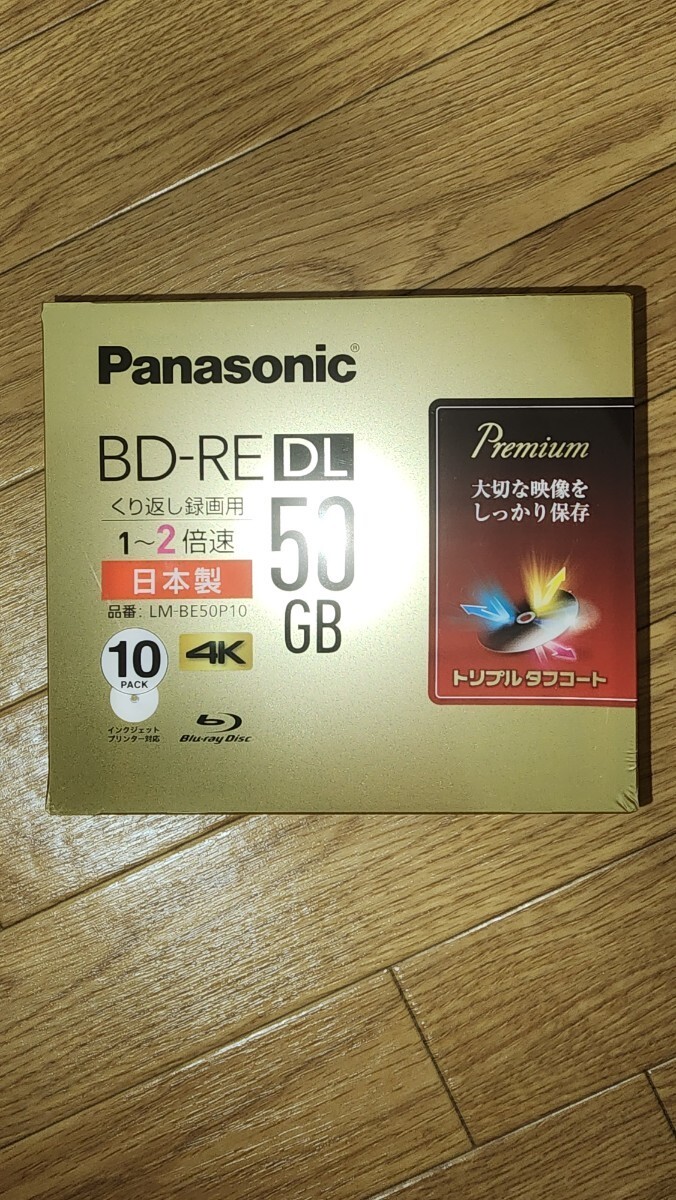 Panasonic®
BD-RE DL
くり返し録画用
1～2倍速
日本製
50
GB
品番: LM-BE50P10
10
PACK
4K
インクジェット
プリンター対応
Blu-ray Disc
Premium
大切な映像を
しっかり保存
トリプルタフコート